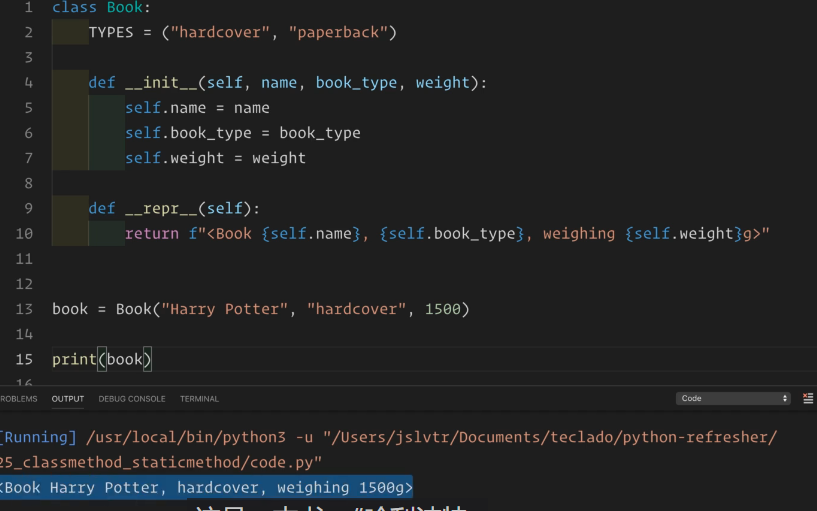 1 class Book:
2     TYPES = ("hardcover", "paperback")
3
4     def __init__(self, name, book_type, weight):
5         self.name = name
6         self.book_type = book_type
7         self.weight = weight
8
9     def __repr__(self):
10         return f"<Book {self.name}, {self.book_type}, weighing {self.weight}g>"
11
12
13 book = Book("Harry Potter", "hardcover", 1500)
14
15 print(book)
16
ROBLEMS OUTPUT DEBUG CONSOLE TERMINAL Code
[Running] /usr/local/bin/python3 -u "/Users/jslvtr/Documents/teclado/python-refresher/
25_classmethod_staticmethod/code.py"
<Book Harry Potter, hardcover, weighing 1500g>